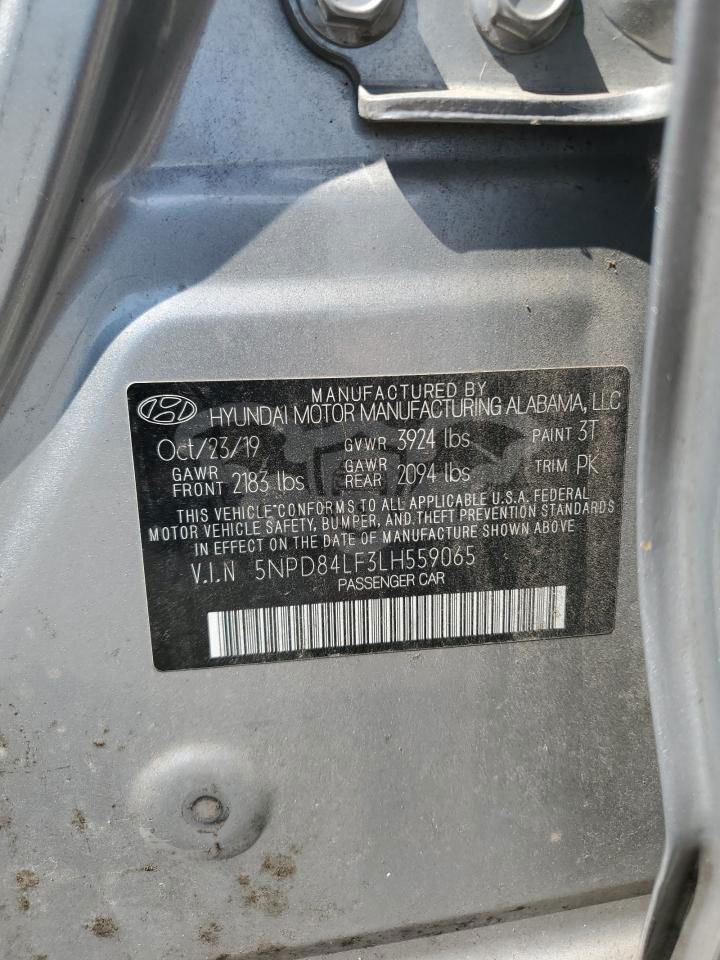 MANUFACTURED BY
HYUNDAI MOTOR MANUFACTURING ALABAMA, LLC
Oct/23/19 GVWR 3924 lbs PAINT 3T
GAWR FRONT 2183 lbs GAWR REAR 2094 lbs TRIM PK
THIS VEHICLE CONFORMS TO ALL APPLICABLE U.S.A. FEDERAL
MOTOR VEHICLE SAFETY, BUMPER, AND THEFT PREVENTION STANDARDS
IN EFFECT ON THE DATE OF MANUFACTURE SHOWN ABOVE
V.I.N 5NPD84LF3LH559065
PASSENGER CAR